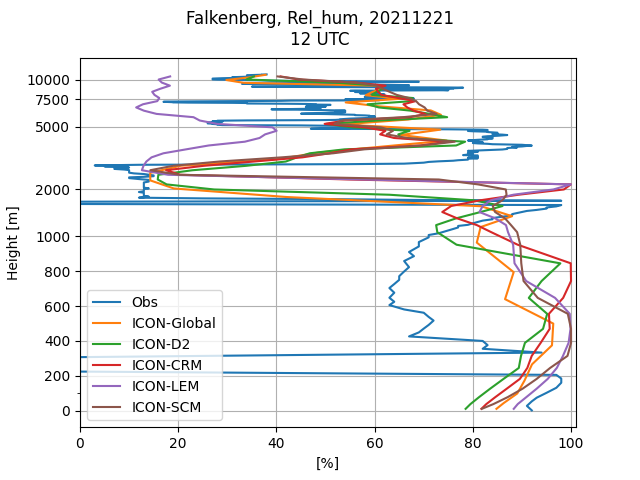 Falkenberg, Rel_hum, 20211221
12 UTC
10000
7500
5000
2000
1000
800
600
400
200
0
Height [m]
Obs
ICON-Global
ICON-D2
ICON-CRM
ICON-LEM
ICON-SCM
0 20 40 60 80 100
[%]